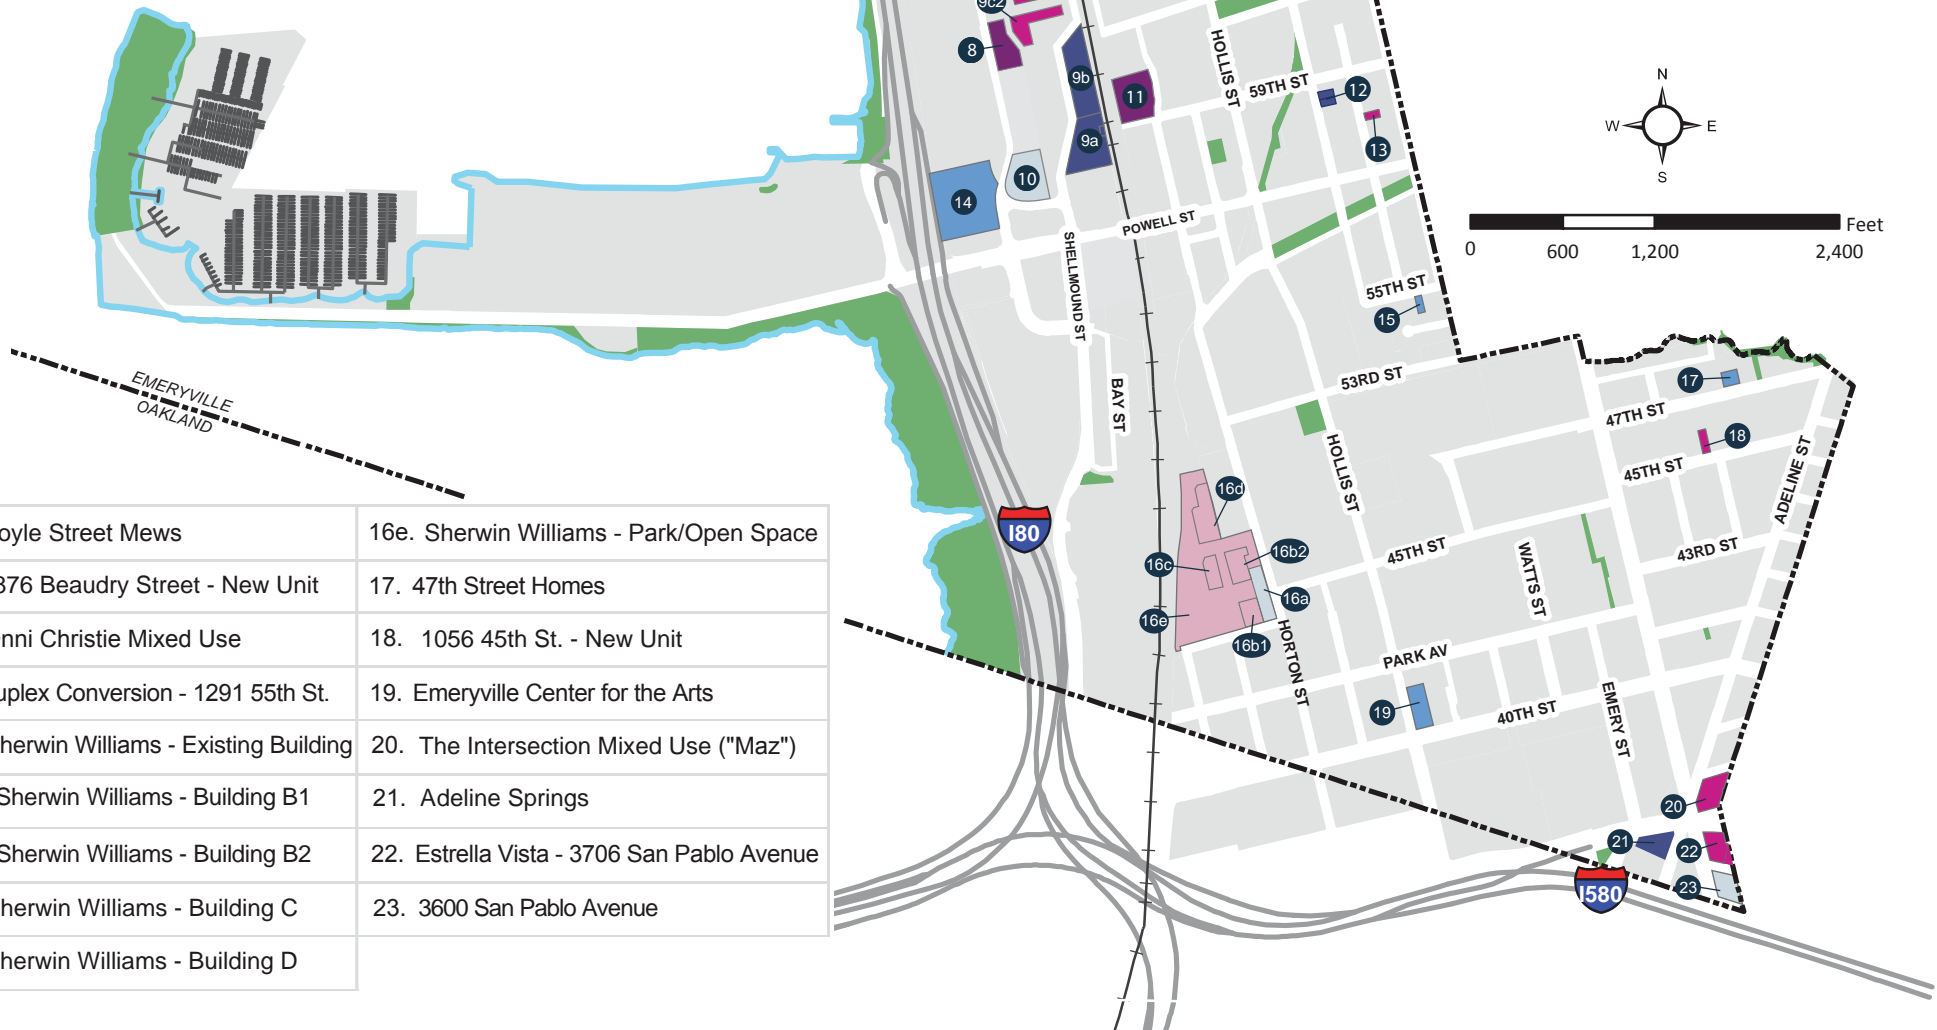 9c2
8
9b
11
9a
10
14
12
13
HOLLIS ST
59TH ST
POWELL ST
SHELLMOUND ST
N
W
E
S
0
600
1,200
2,400
Feet
55TH ST
15
53RD ST
BAY ST
HOLLIS ST
17
47TH ST
18
45TH ST
ADELINE ST
EMERYVILLE
OAKLAND
I80
16d
16b2
16c
16a
16e
16b1
45TH ST
WATTS ST
43RD ST
HORTON ST
PARK AV
19
40TH ST
EMERY ST
20
21
22
23
I580
oyle Street Mews
376 Beaudry Street - New Unit
nni Christie Mixed Use
uplex Conversion - 1291 55th St.
herwin Williams - Existing Building
Sherwin Williams - Building B1
Sherwin Williams - Building B2
herwin Williams - Building C
herwin Williams - Building D
16e. Sherwin Williams - Park/Open Space
17. 47th Street Homes
18. 1056 45th St. - New Unit
19. Emeryville Center for the Arts
20. The Intersection Mixed Use ("Maz")
21. Adeline Springs
22. Estrella Vista - 3706 San Pablo Avenue
23. 3600 San Pablo Avenue